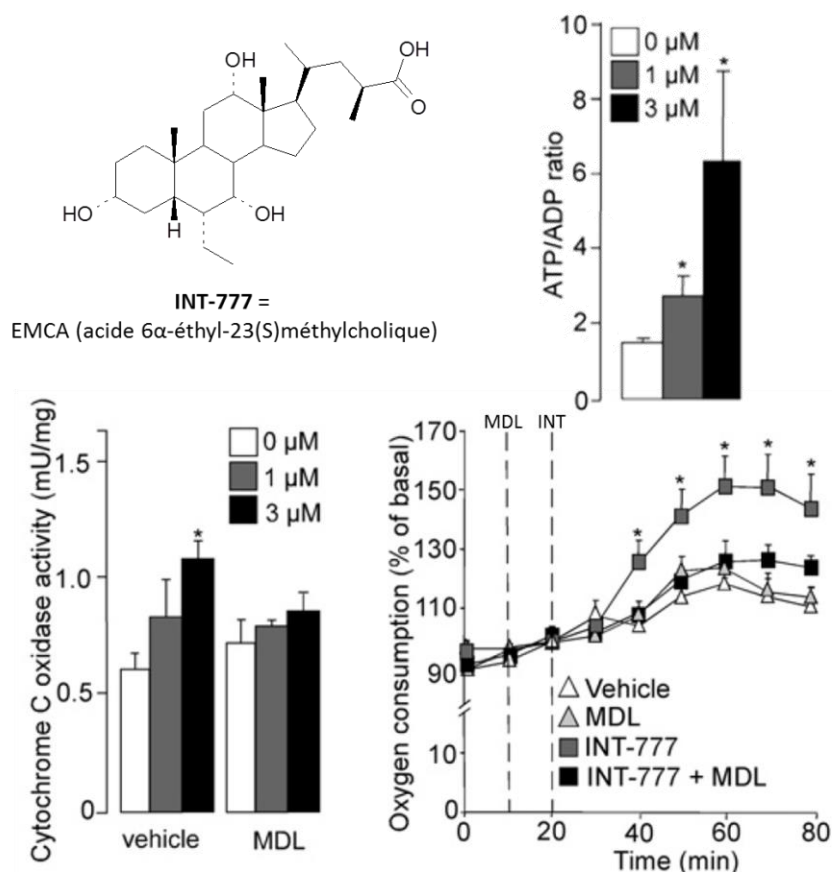 OH
OH
O
HO
OH
H
INT-777 =
EMCA (acide 6α-éthyl-23(S)méthylcholique)
0 µM
1 µM
3 µM
ATP/ADP ratio
10
8
6
4
2
0
*
*
Cytochrome C oxidase activity (mU/mg)
1.5
1.0
0.5
0
0 µM
1 µM
3 µM
*
vehicle
MDL
Oxygen consumption (% of basal)
170
150
130
110
90
10
0
MDL
INT
*
*
*
*
*
Vehicle
MDL
INT-777
INT-777 + MDL
0
20
40
60
80
Time (min)